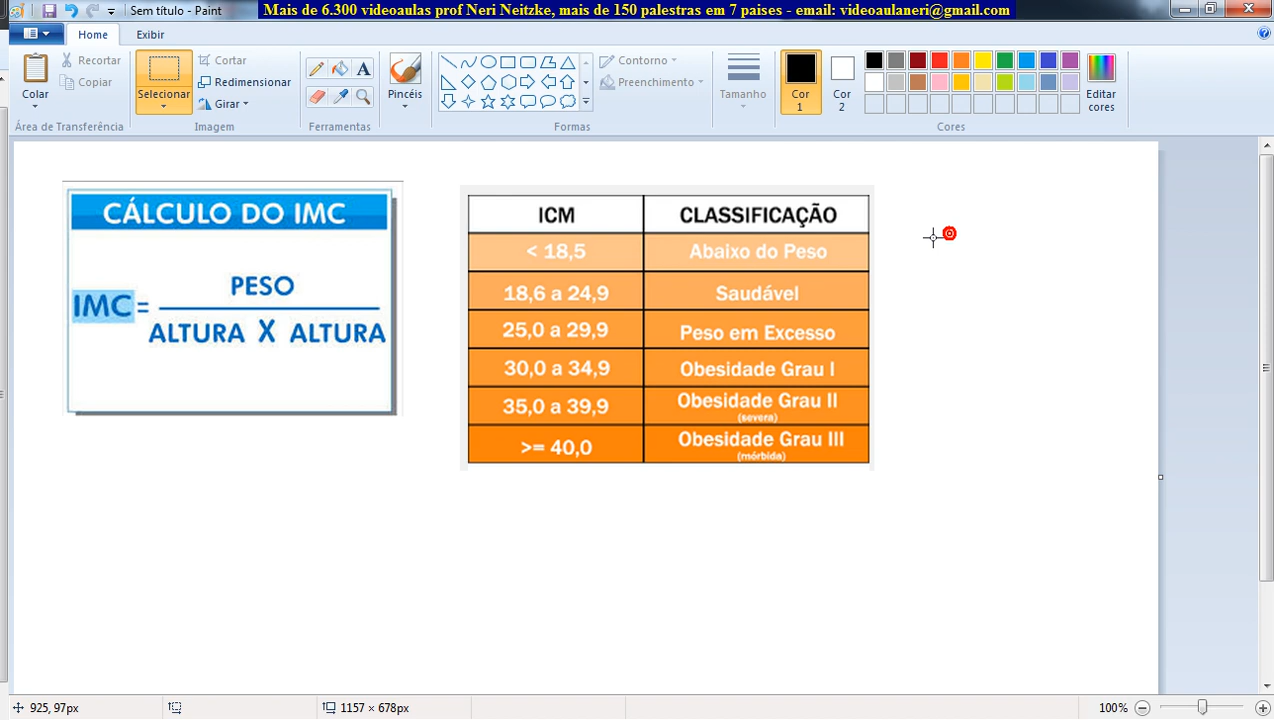 Sem título - Paint
Mais de 6.300 videoaulas prof Neri Neitzke, mais de 150 palestras em 7 paises - email: videoaulaneri@gmail.com
Home Exibir
Colar
Recortar
Copiar
Área de Transferência
Selecionar
Cortar
Redimensionar
Girar
Imagem
A
Ferramentas
Pincéis
Formas
Contorno
Preenchimento
Tamanho
Cor 1
Cor 2
Editar cores
Cores
CÁLCULO DO IMC
IMC = PESO
ALTURA X ALTURA
ICM CLASSIFICAÇÃO
< 18,5 Abaixo do Peso
18,6 a 24,9 Saudável
25,0 a 29,9 Peso em Excesso
30,0 a 34,9 Obesidade Grau I
35,0 a 39,9 Obesidade Grau II
(severa)
>= 40,0 Obesidade Grau III
(mórbida)
925, 97px
1157 × 678px
100%